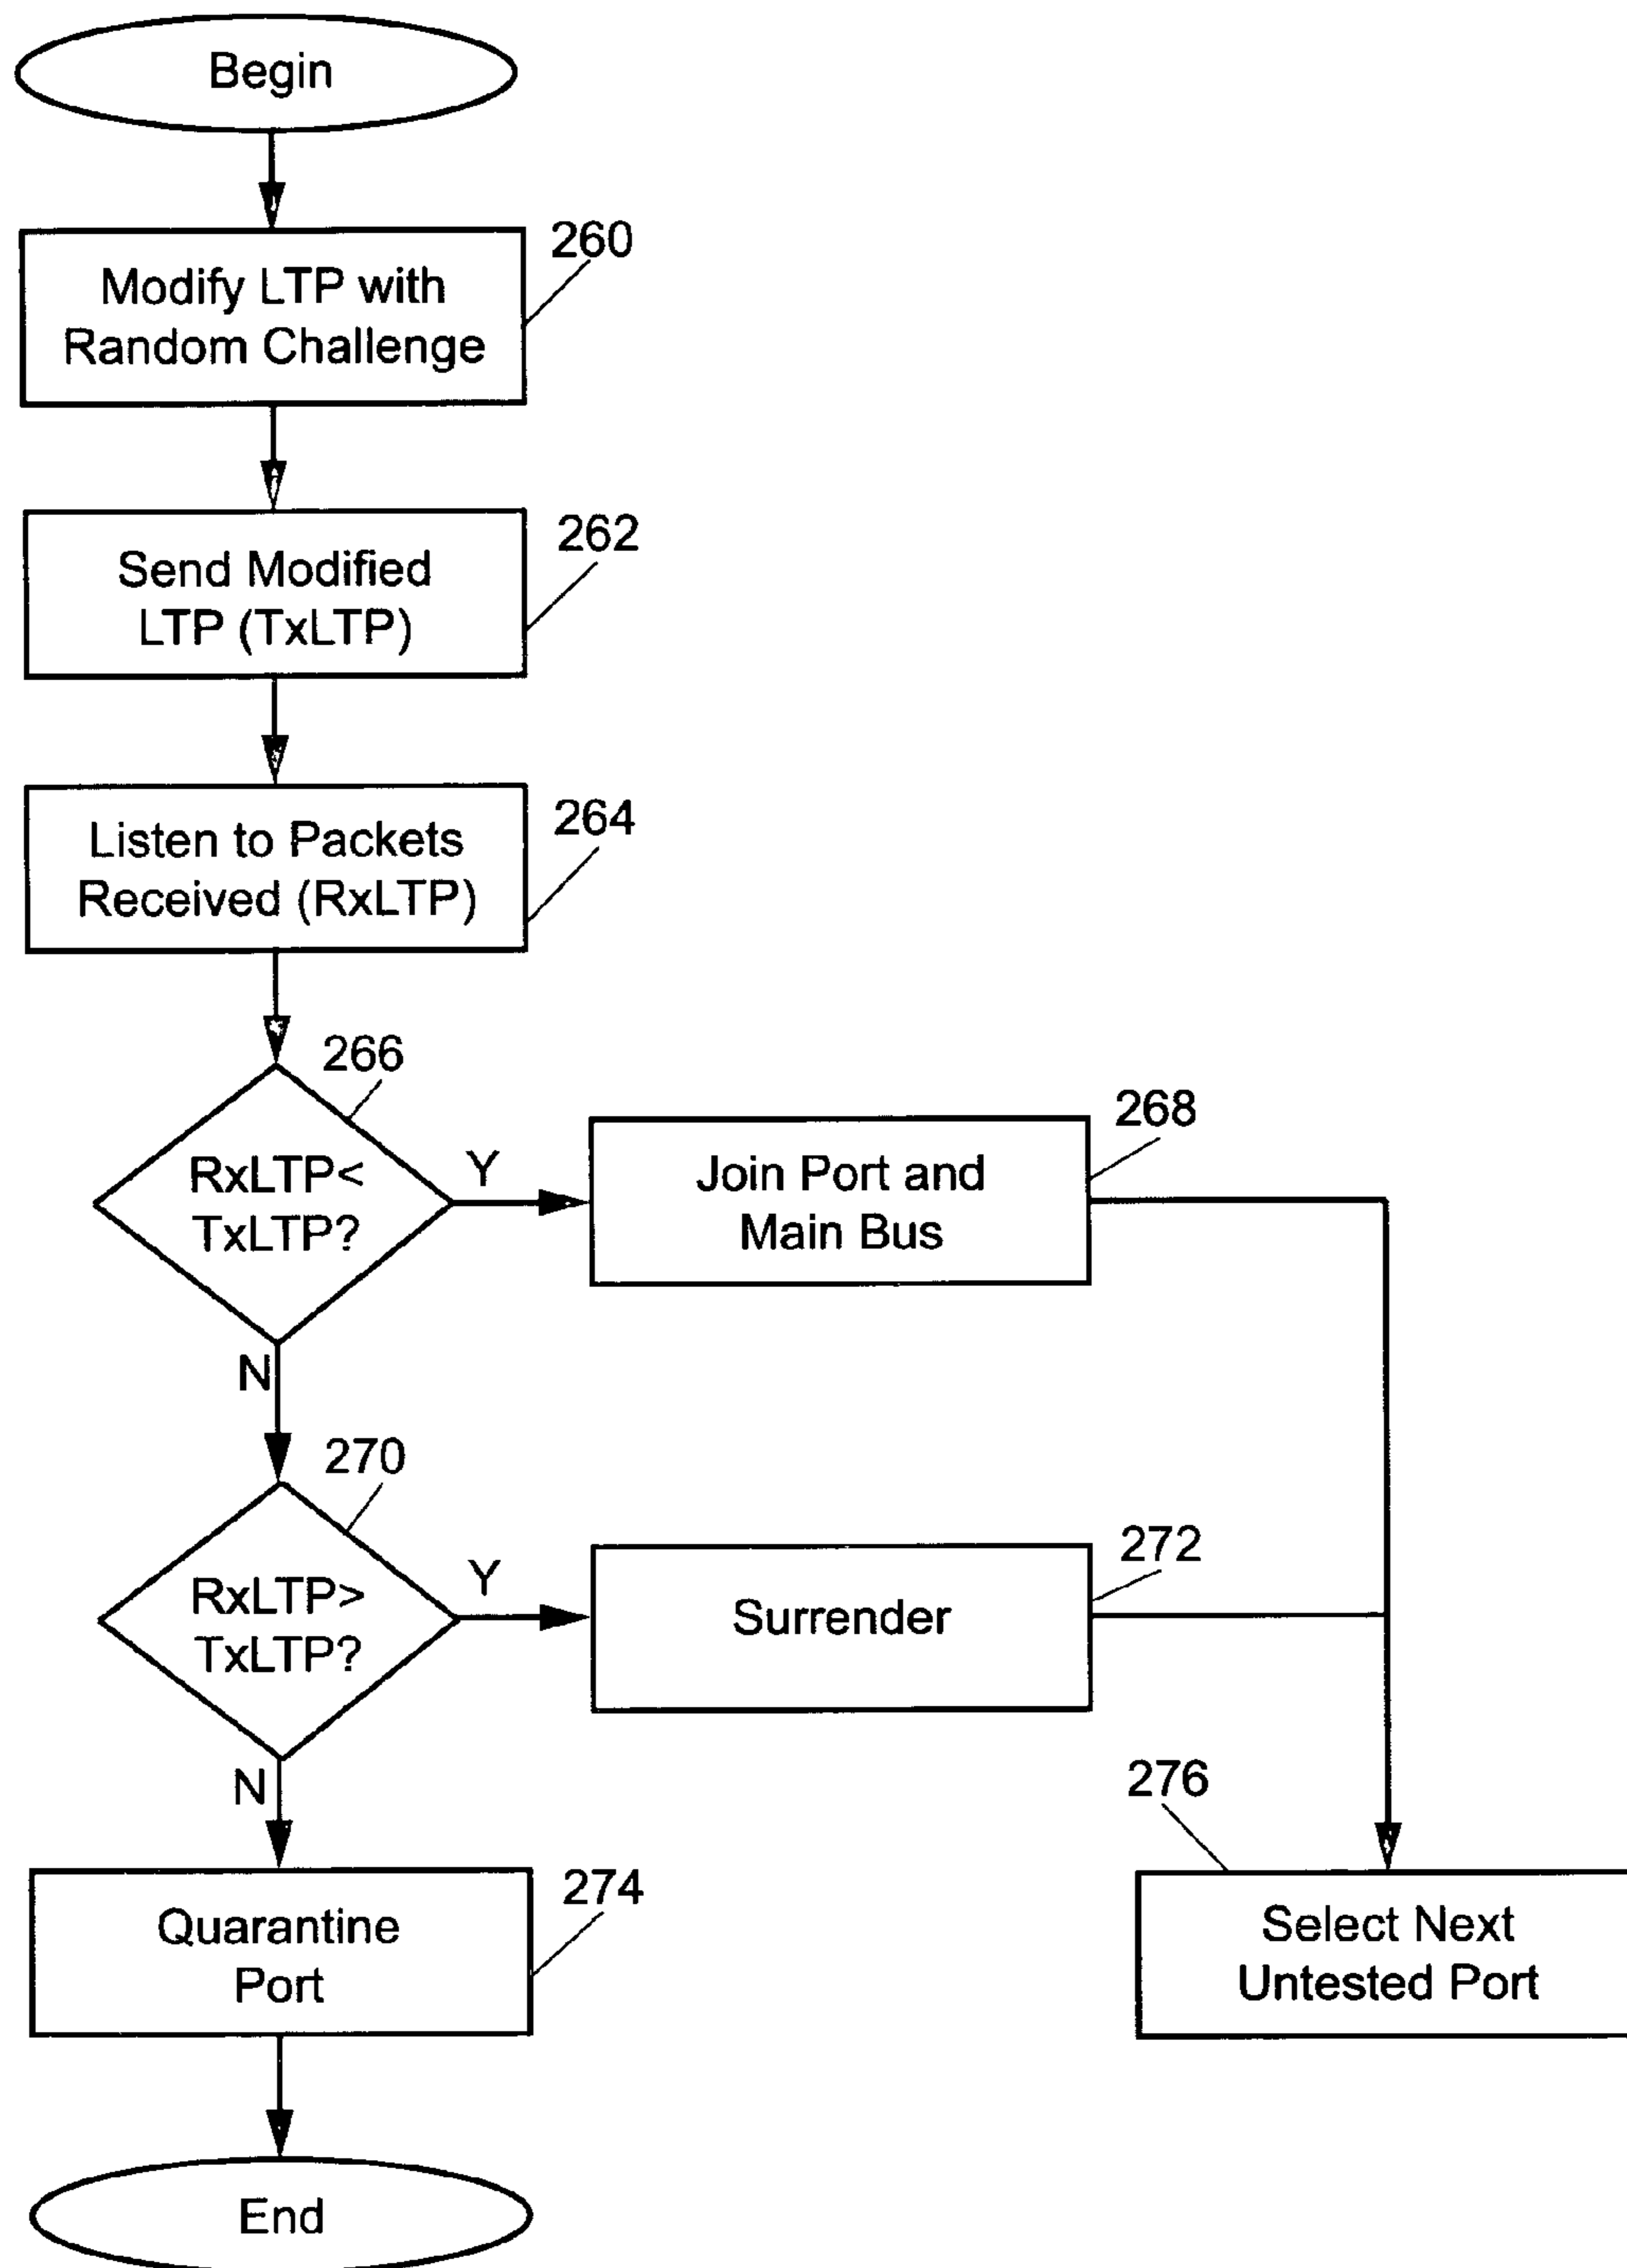 Begin
260
Modify LTP with
Random Challenge
262
Send Modified
LTP (TxLTP)
264
Listen to Packets
Received (RxLTP)
266
RxLTP<
TxLTP?
Y
268
Join Port and
Main Bus
N
270
RxLTP>
TxLTP?
Y
272
Surrender
N
274
Quarantine
Port
276
Select Next
Untested Port
End